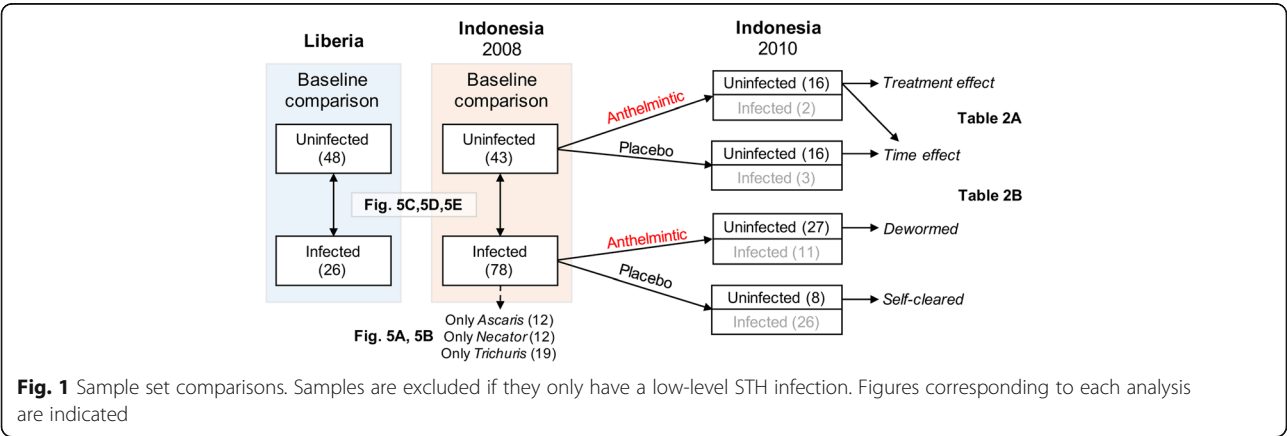 Liberia
Baseline
comparison
Uninfected
(48)
Infected
(26)
Fig. 5C,5D,5E
Indonesia
2008
Baseline
comparison
Uninfected
(43)
Infected
(78)
Fig. 5A, 5B
Only Ascaris (12)
Only Necator (12)
Only Trichuris (19)
Anthelmintic
Placebo
Anthelmintic
Placebo
Indonesia
2010
Uninfected (16)
Infected (2)
Uninfected (16)
Infected (3)
Uninfected (27)
Infected (11)
Uninfected (8)
Infected (26)
Treatment effect
Table 2A
Time effect
Table 2B
Dewormed
Self-cleared
Fig. 1 Sample set comparisons. Samples are excluded if they only have a low-level STH infection. Figures corresponding to each analysis
are indicated